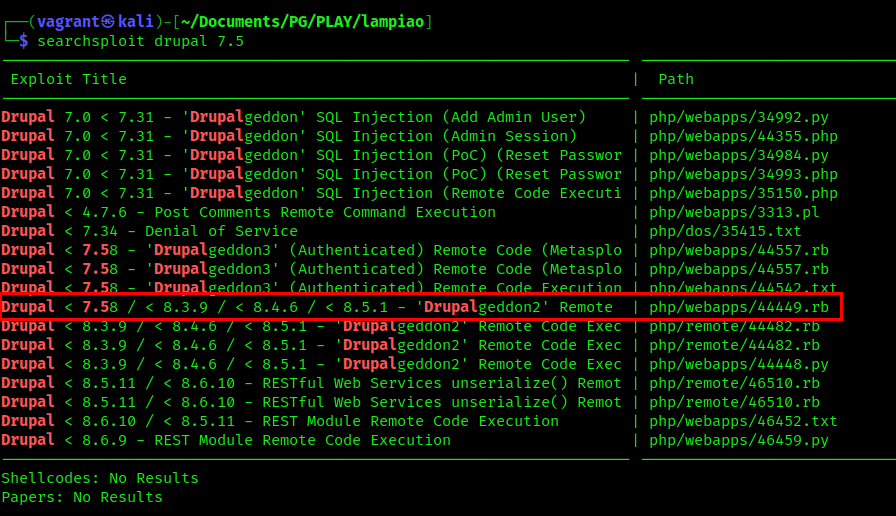 ┌──(vagrant㉿kali)-[~/Documents/PG/PLAY/lampiao]
└─$ searchsploit drupal 7.5
Exploit Title | Path
Drupal 7.0 < 7.31 - 'Drupalgeddon' SQL Injection (Add Admin User) | php/webapps/34992.py
Drupal 7.0 < 7.31 - 'Drupalgeddon' SQL Injection (Admin Session) | php/webapps/44355.php
Drupal 7.0 < 7.31 - 'Drupalgeddon' SQL Injection (PoC) (Reset Passwor | php/webapps/34984.py
Drupal 7.0 < 7.31 - 'Drupalgeddon' SQL Injection (PoC) (Reset Passwor | php/webapps/34993.php
Drupal 7.0 < 7.31 - 'Drupalgeddon' SQL Injection (Remote Code Executi | php/webapps/35150.php
Drupal < 4.7.6 - Post Comments Remote Command Execution | php/webapps/3313.pl
Drupal < 7.34 - Denial of Service | php/dos/35415.txt
Drupal < 7.58 - 'Drupalgeddon3' (Authenticated) Remote Code (Metasplo | php/webapps/44557.rb
Drupal < 7.58 - 'Drupalgeddon3' (Authenticated) Remote Code (Metasplo | php/webapps/44557.rb
Drupal < 7.58 - 'Drupalgeddon3' (Authenticated) Remote Code Execution | php/webapps/44542.txt
Drupal < 7.58 / < 8.3.9 / < 8.4.6 / < 8.5.1 - 'Drupalgeddon2' Remote | php/webapps/44449.rb
Drupal < 8.3.9 / < 8.4.6 / < 8.5.1 - 'Drupalgeddon2' Remote Code Exec | php/remote/44482.rb
Drupal < 8.3.9 / < 8.4.6 / < 8.5.1 - 'Drupalgeddon2' Remote Code Exec | php/remote/44482.rb
Drupal < 8.3.9 / < 8.4.6 / < 8.5.1 - 'Drupalgeddon2' Remote Code Exec | php/webapps/44448.py
Drupal < 8.5.11 / < 8.6.10 - RESTful Web Services unserialize() Remot | php/remote/46510.rb
Drupal < 8.5.11 / < 8.6.10 - RESTful Web Services unserialize() Remot | php/remote/46510.rb
Drupal < 8.6.10 / < 8.5.11 - REST Module Remote Code Execution | php/webapps/46452.txt
Drupal < 8.6.9 - REST Module Remote Code Execution | php/webapps/46459.py
Shellcodes: No Results
Papers: No Results